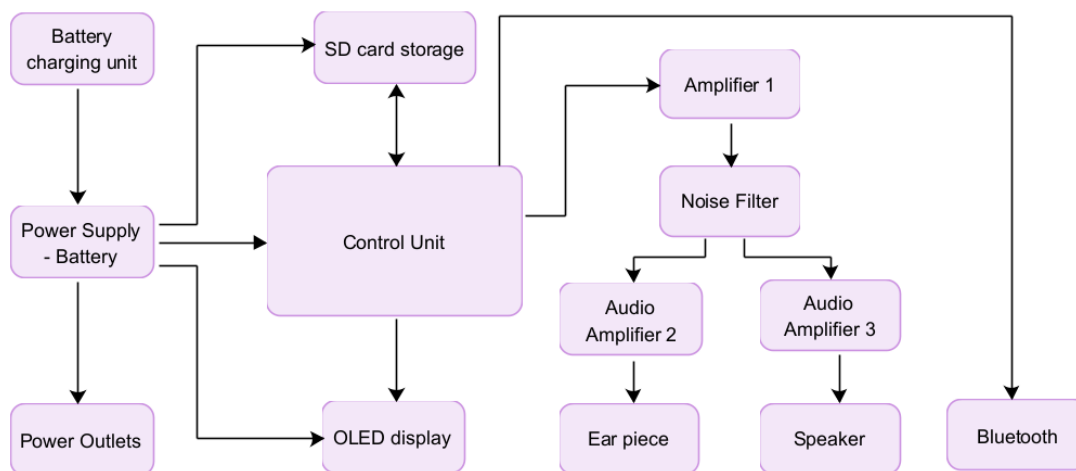 Battery
charging unit
SD card storage
Amplifier 1
Power Supply
- Battery
Control Unit
Noise Filter
Audio
Amplifier 2
Audio
Amplifier 3
Power Outlets
OLED display
Ear piece
Speaker
Bluetooth